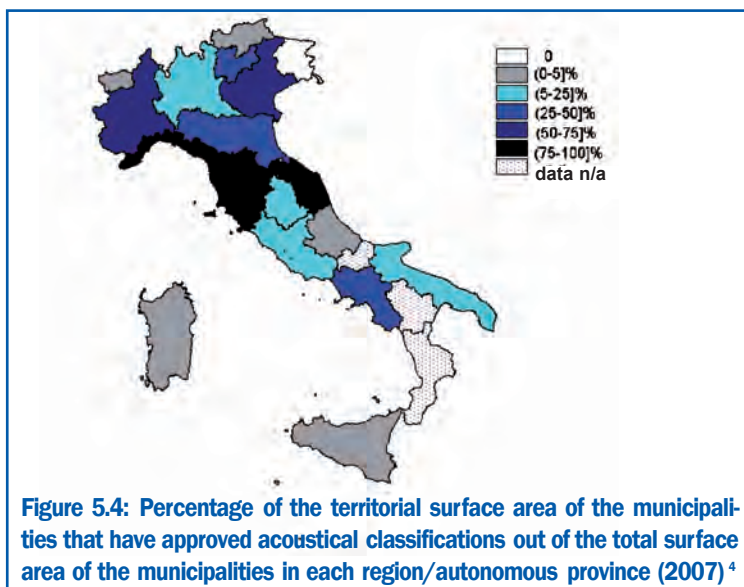 0
(0-5]%
(5-25]%
(25-50]%
(50-75]%
(75-100]%
data n/a
Figure 5.4: Percentage of the territorial surface area of the municipali-
ties that have approved acoustical classifications out of the total surface
area of the municipalities in each region/autonomous province (2007) 4